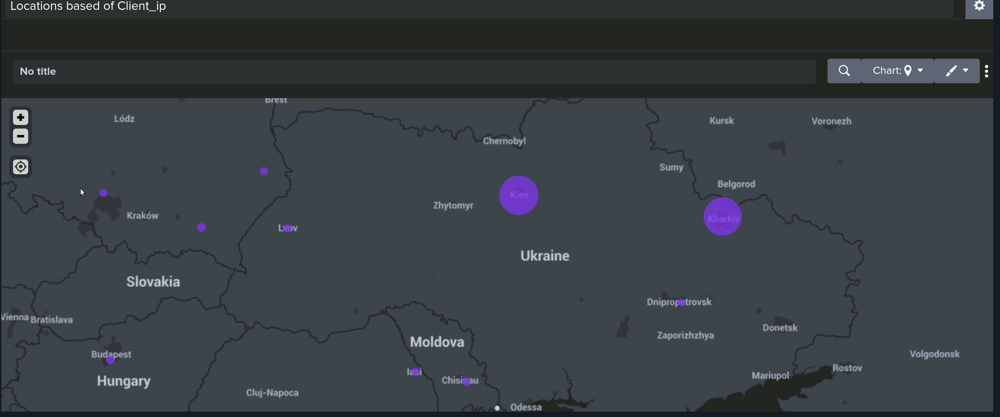 Locations based of Client_ip
No title
Chart:
Brest
Lódz
Kursk
Voronezh
Chernobyl
Sumy
Belgorod
Kiev
Zhytomyr
Kraków
Kharkiv
Lvov
Ukraine
Slovakia
Dnipropetrovsk
Vienna
Bratislava
Donetsk
Zaporizhzhya
Moldova
Budapest
Volgodonsk
Rostov
Iasi
Mariupol
Chisinau
Hungary
Cluj-Napoca
Odessa